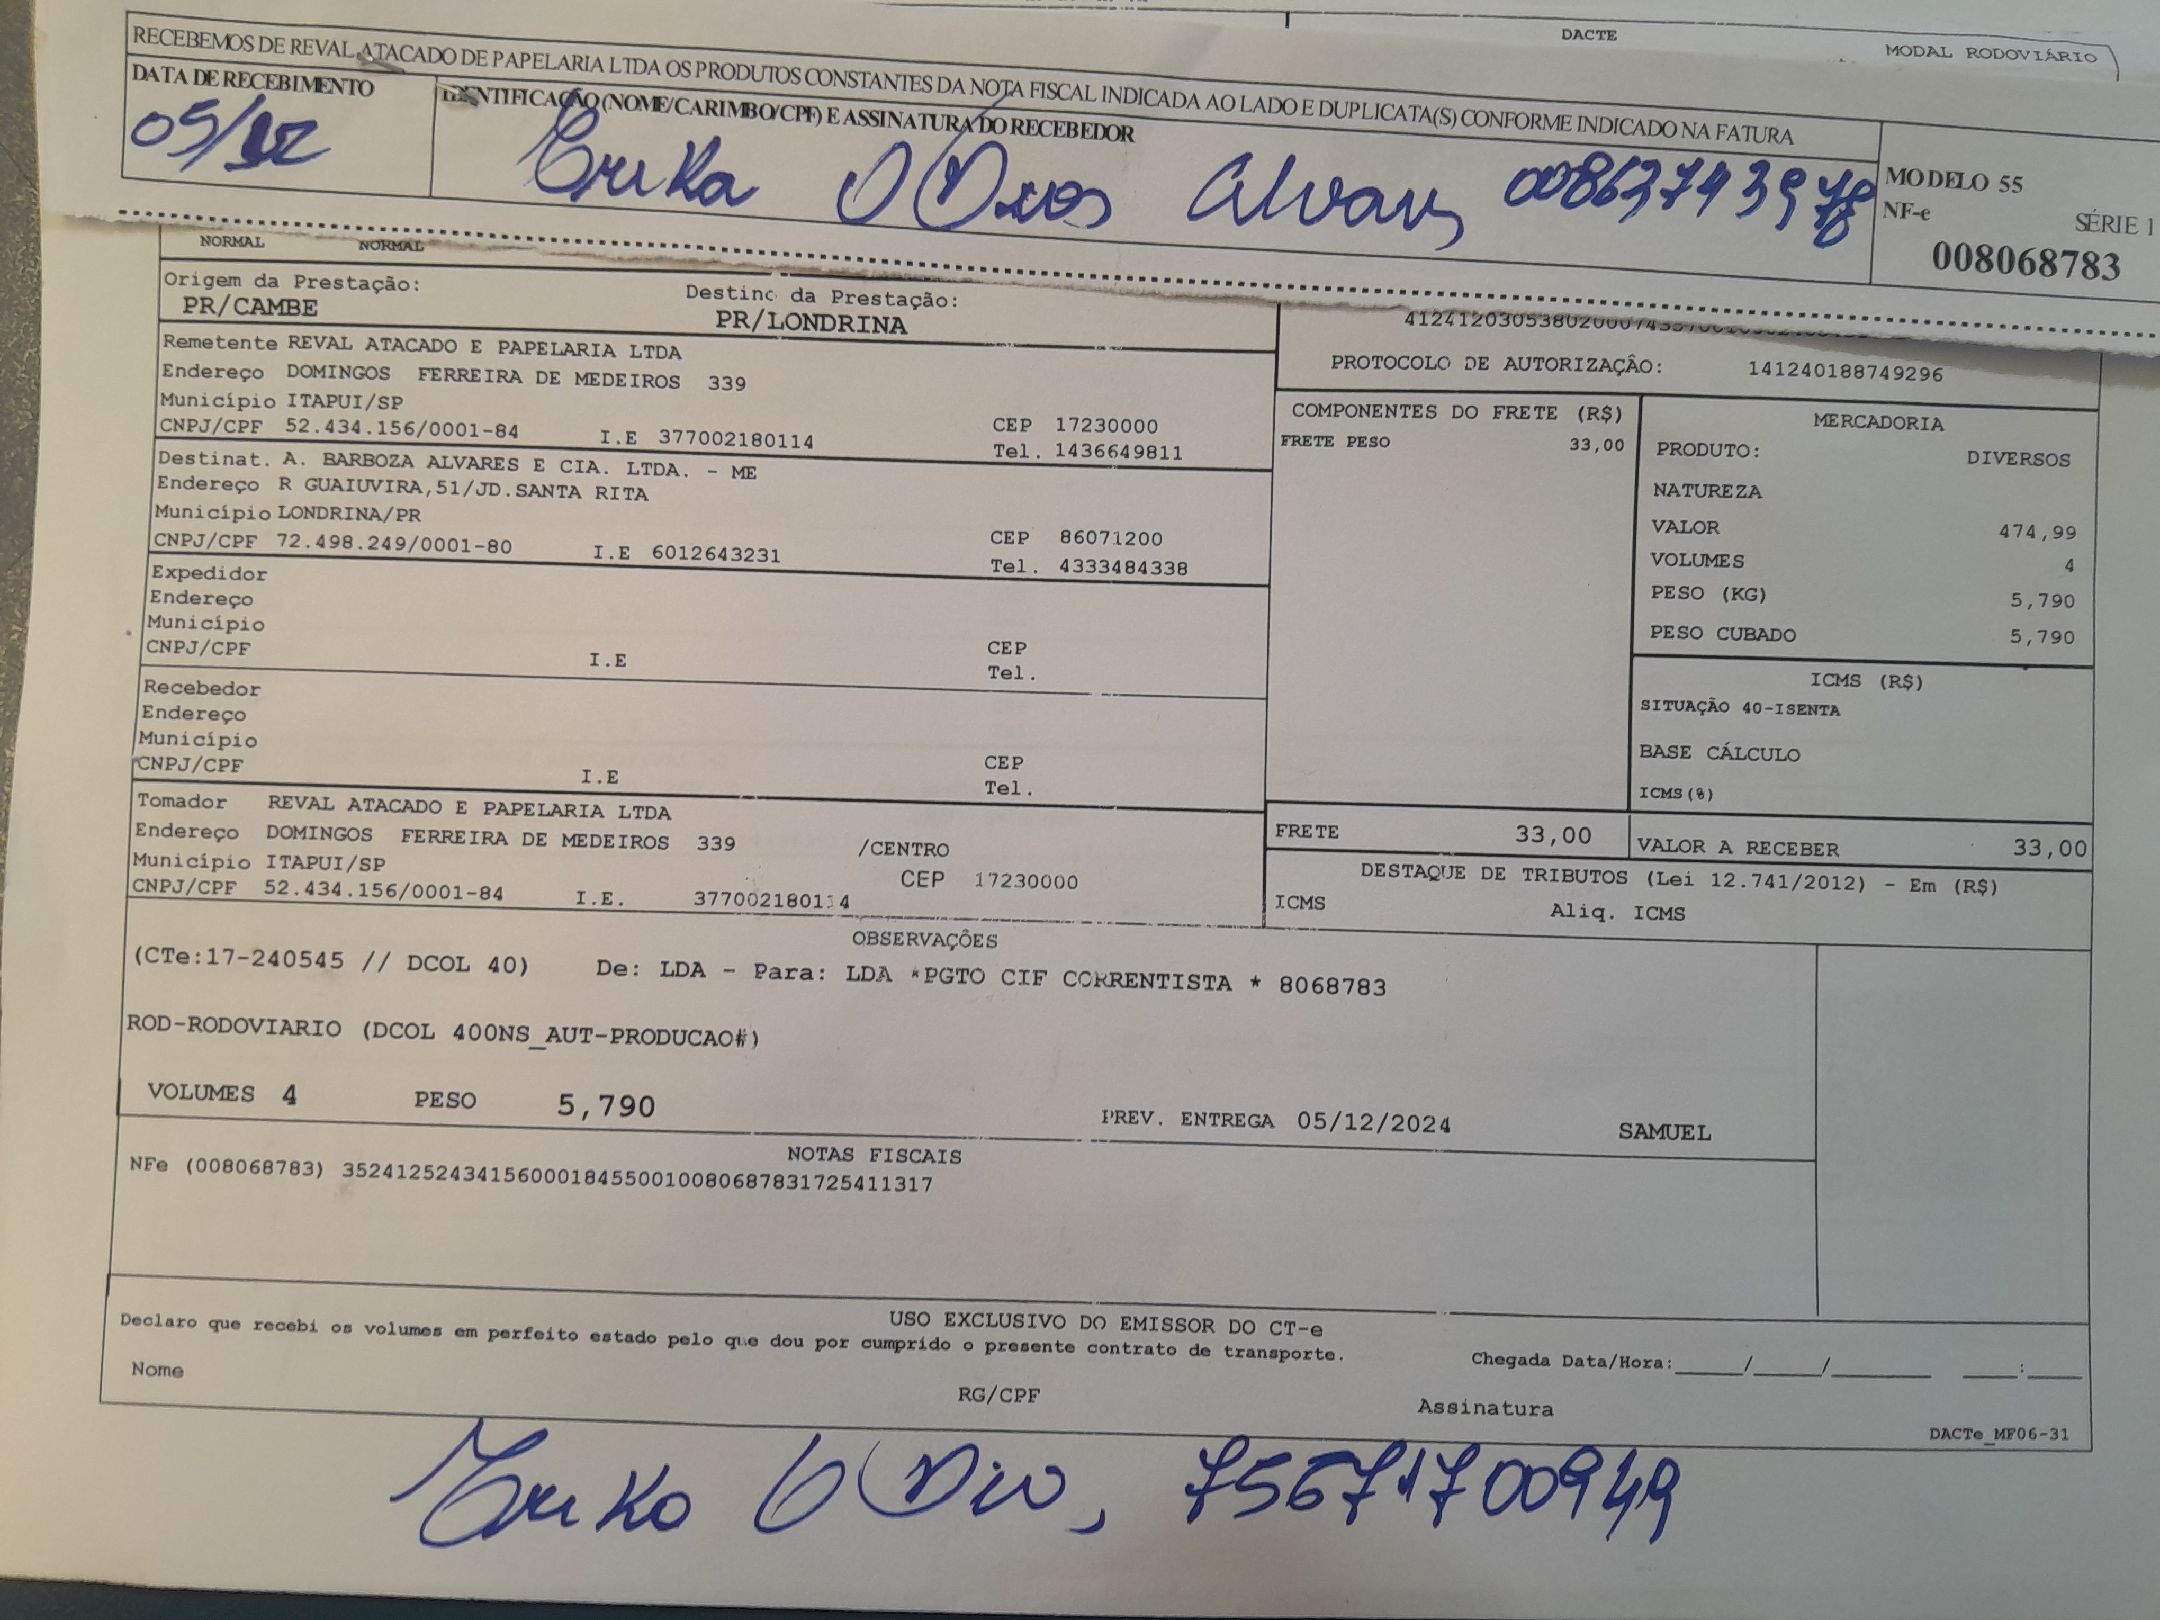 DACTE
MODAL RODOVIÁRIO
RECEBEMOS DE REVAL ATACADO DE PAPELARIA LTDA OS PRODUTOS CONSTANTES DA NOTA FISCAL INDICADA AO LADO E DUPLICATA(S) CONFORME INDICADO NA FATURA
DATA DE RECEBIMENTO
05/12
IDENTIFICAÇÃO (NOME/CARIMBO/CPF) E ASSINATURA DO RECEBEDOR
Erika
MODELO 55
NF-e SÉRIE 1
008068783
NORMAL NORMAL
Origem da Prestação: Destino da Prestação:
PR/CAMBE PR/LONDRINA
Remetente REVAL ATACADO E PAPELARIA LTDA
Endereço DOMINGOS FERREIRA DE MEDEIROS 339
Município ITAPUI/SP CEP 17230000
CNPJ/CPF 52.434.156/0001-84 I.E 377002180114 Tel. 1436649811
Destinat. A. BARBOZA ALVARES E CIA. LTDA. - ME
Endereço R GUAIUVIRA,51/JD.SANTA RITA
Município LONDRINA/PR CEP 86071200
CNPJ/CPF 72.498.249/0001-80 I.E 6012643231 Tel. 4333484338
Expedidor
Endereço
Município CEP
CNPJ/CPF I.E Tel.
Recebedor
Endereço
Município CEP
CNPJ/CPF I.E Tel.
Tomador REVAL ATACADO E PAPELARIA LTDA
Endereço DOMINGOS FERREIRA DE MEDEIROS 339 /CENTRO
Município ITAPUI/SP CEP 17230000
CNPJ/CPF 52.434.156/0001-84 I.E. 377002180114
PROTOCOLO DE AUTORIZAÇÃO: 141240188749296
COMPONENTES DO FRETE (R$)
FRETE PESO 33,00
MERCADORIA
PRODUTO: DIVERSOS
NATUREZA
VALOR 474,99
VOLUMES 4
PESO (KG) 5,790
PESO CUBADO 5,790
ICMS (R$)
SITUAÇÃO 40-ISENTA
BASE CÁLCULO
ICMS(%)
FRETE 33,00 VALOR A RECEBER 33,00
DESTAQUE DE TRIBUTOS (Lei 12.741/2012) - Em (R$)
ICMS Aliq. ICMS
OBSERVAÇÕES
(CTe:17-240545 // DCOL 40) De: LDA - Para: LDA *PGTO CIF CORRENTISTA * 8068783
ROD-RODOVIARIO (DCOL 400NS_AUT-PRODUCAO#)
VOLUMES 4 PESO 5,790 PREV. ENTREGA 05/12/2024 SAMUEL
NOTAS FISCAIS
NFe (008068783) 35241252434156000184550010080687831725411317
USO EXCLUSIVO DO EMISSOR DO CT-e
Declaro que recebi os volumes em perfeito estado pelo que dou por cumprido o presente contrato de transporte.
Chegada Data/Hora:_____/_____/_______ ____:____
Nome RG/CPF Assinatura
DACTe_MF06-31
75671700949